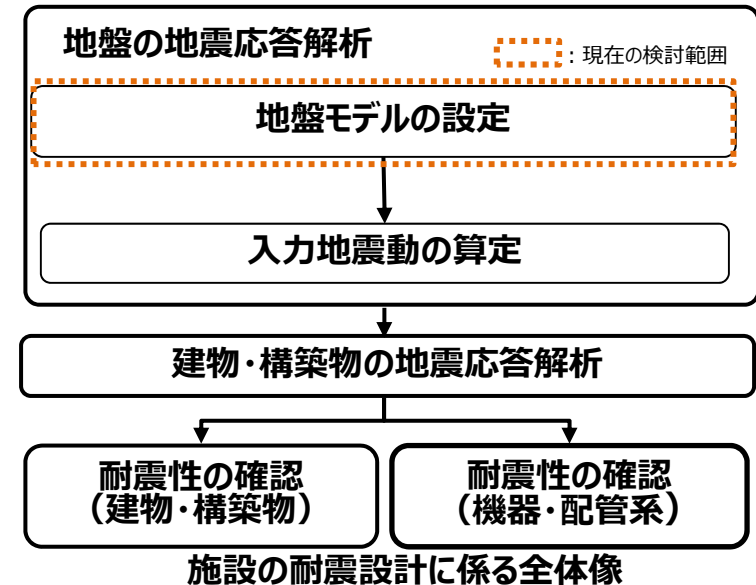 地盤の地震応答解析
：現在の検討範囲
地盤モデルの設定
入力地震動の算定
建物・構築物の地震応答解析
耐震性の確認
（建物・構築物）
耐震性の確認
（機器・配管系）
施設の耐震設計に係る全体像